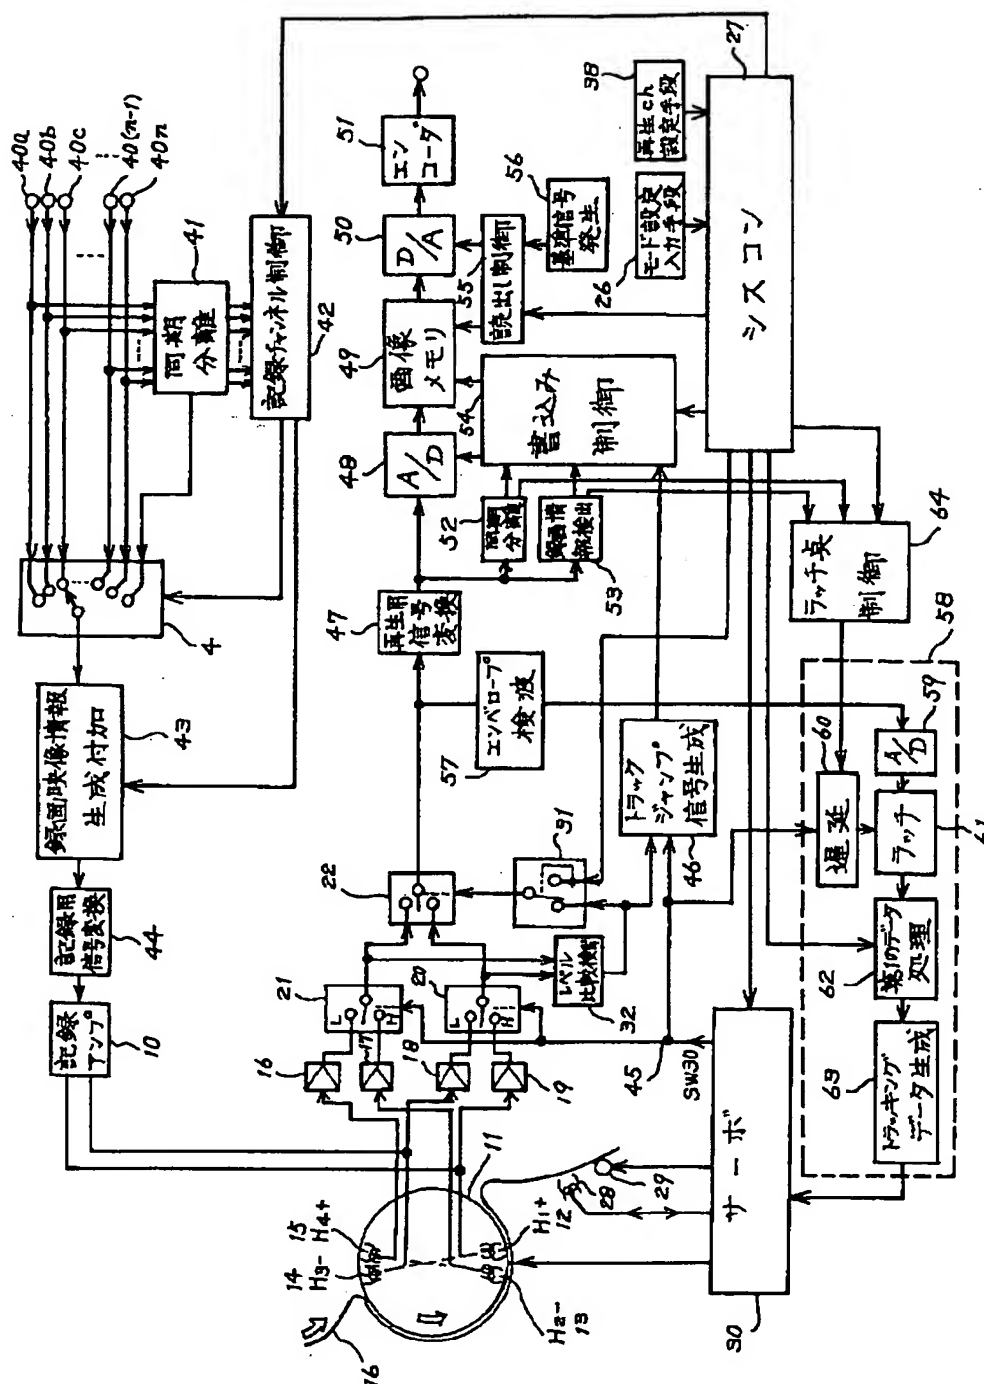 40a
40b
40c
40(n-1)
40n
41
同期
分離
記録チャンネル制御
42
4
録画映像情報
生成付加
43
記録用
信号変換
44
記録
アンプ
10
51
エン
コーダ
50
D/A
49
画像
メモリ
48
A/D
56
基準信号
発生
55
読出し制御
54
書込み
制御
52
同期
分離
録画情
報検出
53
47
再生用
信号
変換
57
エンベロープ
検波
22
31
トラック
ジャンプ
信号生成
46
21
L
H
20
L
H
レベル
比較検出
32
16
17
18
19
45
SW30
38
再生ch
設定手段
26
モード設定
入力手段
27
シスコン
64
ラッチ点
制御
58
60
遅延
59
A/D
ラッチ
61
62
第1のデータ
処理
63
トラッキング
データ生成
サーボ
30
11
15
H4+
14
H3-
H1+
12
H2-
13
28
29
76